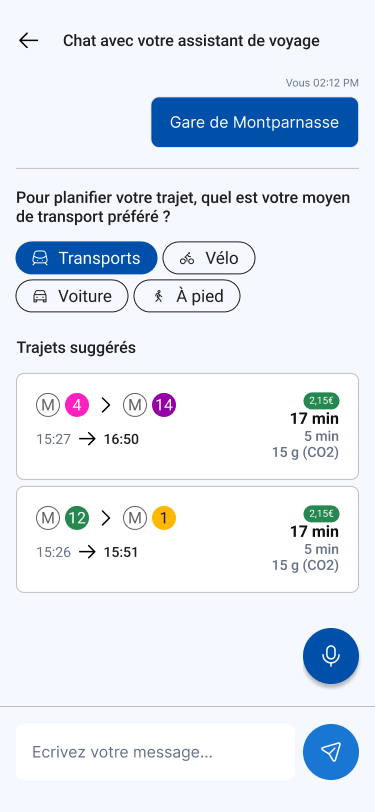 Chat avec votre assistant de voyage
Vous 02:12 PM
Gare de Montparnasse
Pour planifier votre trajet, quel est votre moyen
de transport préféré ?
Transports
Vélo
Voiture
À pied
Trajets suggérés
M 4 M 14
2,15€
17 min
15:27 16:50
5 min
15 g (CO2)
M 12 M 1
2,15€
17 min
15:26 15:51
5 min
15 g (CO2)
Ecrivez votre message...